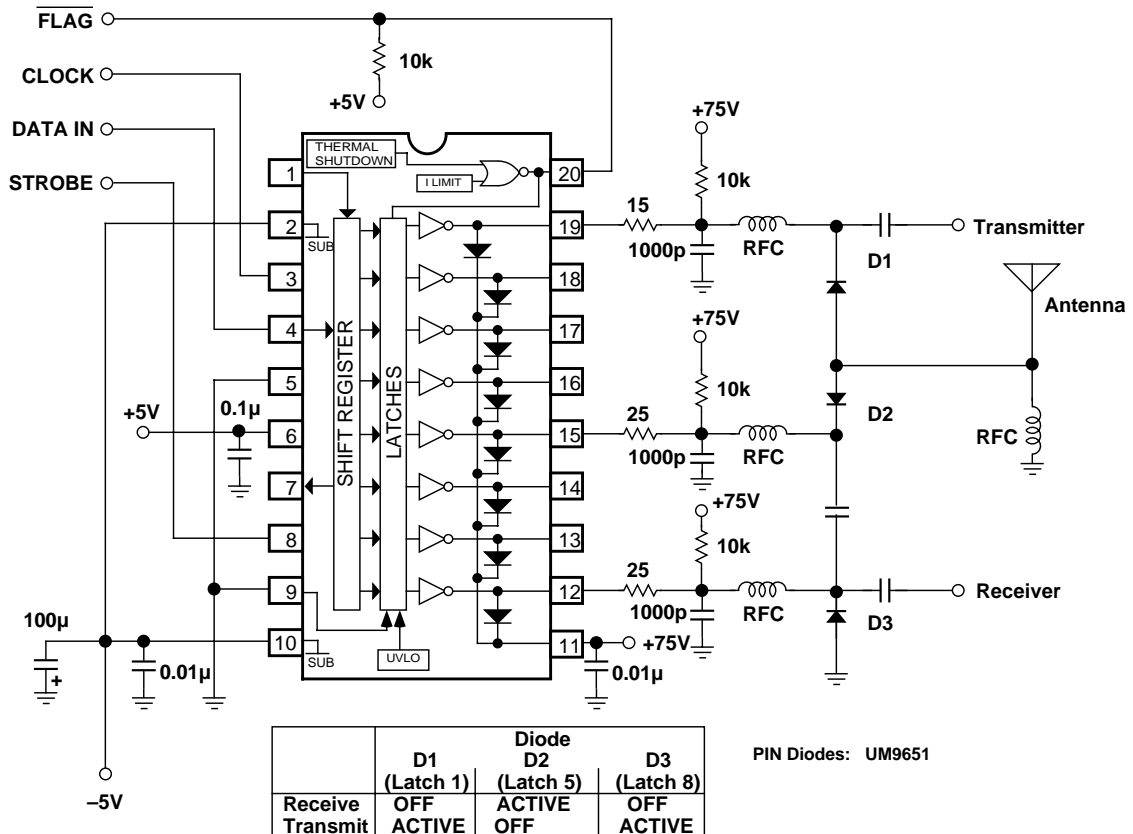 FLAG
10k
CLOCK
+5V
DATA IN
STROBE
THERMAL
SHUTDOWN
I LIMIT
SUB
SHIFT REGISTER
LATCHES
UVLO
SUB
1
2
3
4
5
6
7
8
9
10
20
19
18
17
16
15
14
13
12
11
+5V
0.1µ
100µ
+
0.01µ
–5V
+75V
10k
15
1000p
RFC
D1
Transmitter
Antenna
+75V
10k
25
1000p
RFC
D2
RFC
+75V
10k
25
1000p
RFC
D3
Receiver
+75V
0.01µ
Diode
D1 D2 D3
(Latch 1) (Latch 5) (Latch 8)
Receive OFF ACTIVE OFF
Transmit ACTIVE OFF ACTIVE
PIN Diodes: UM9651